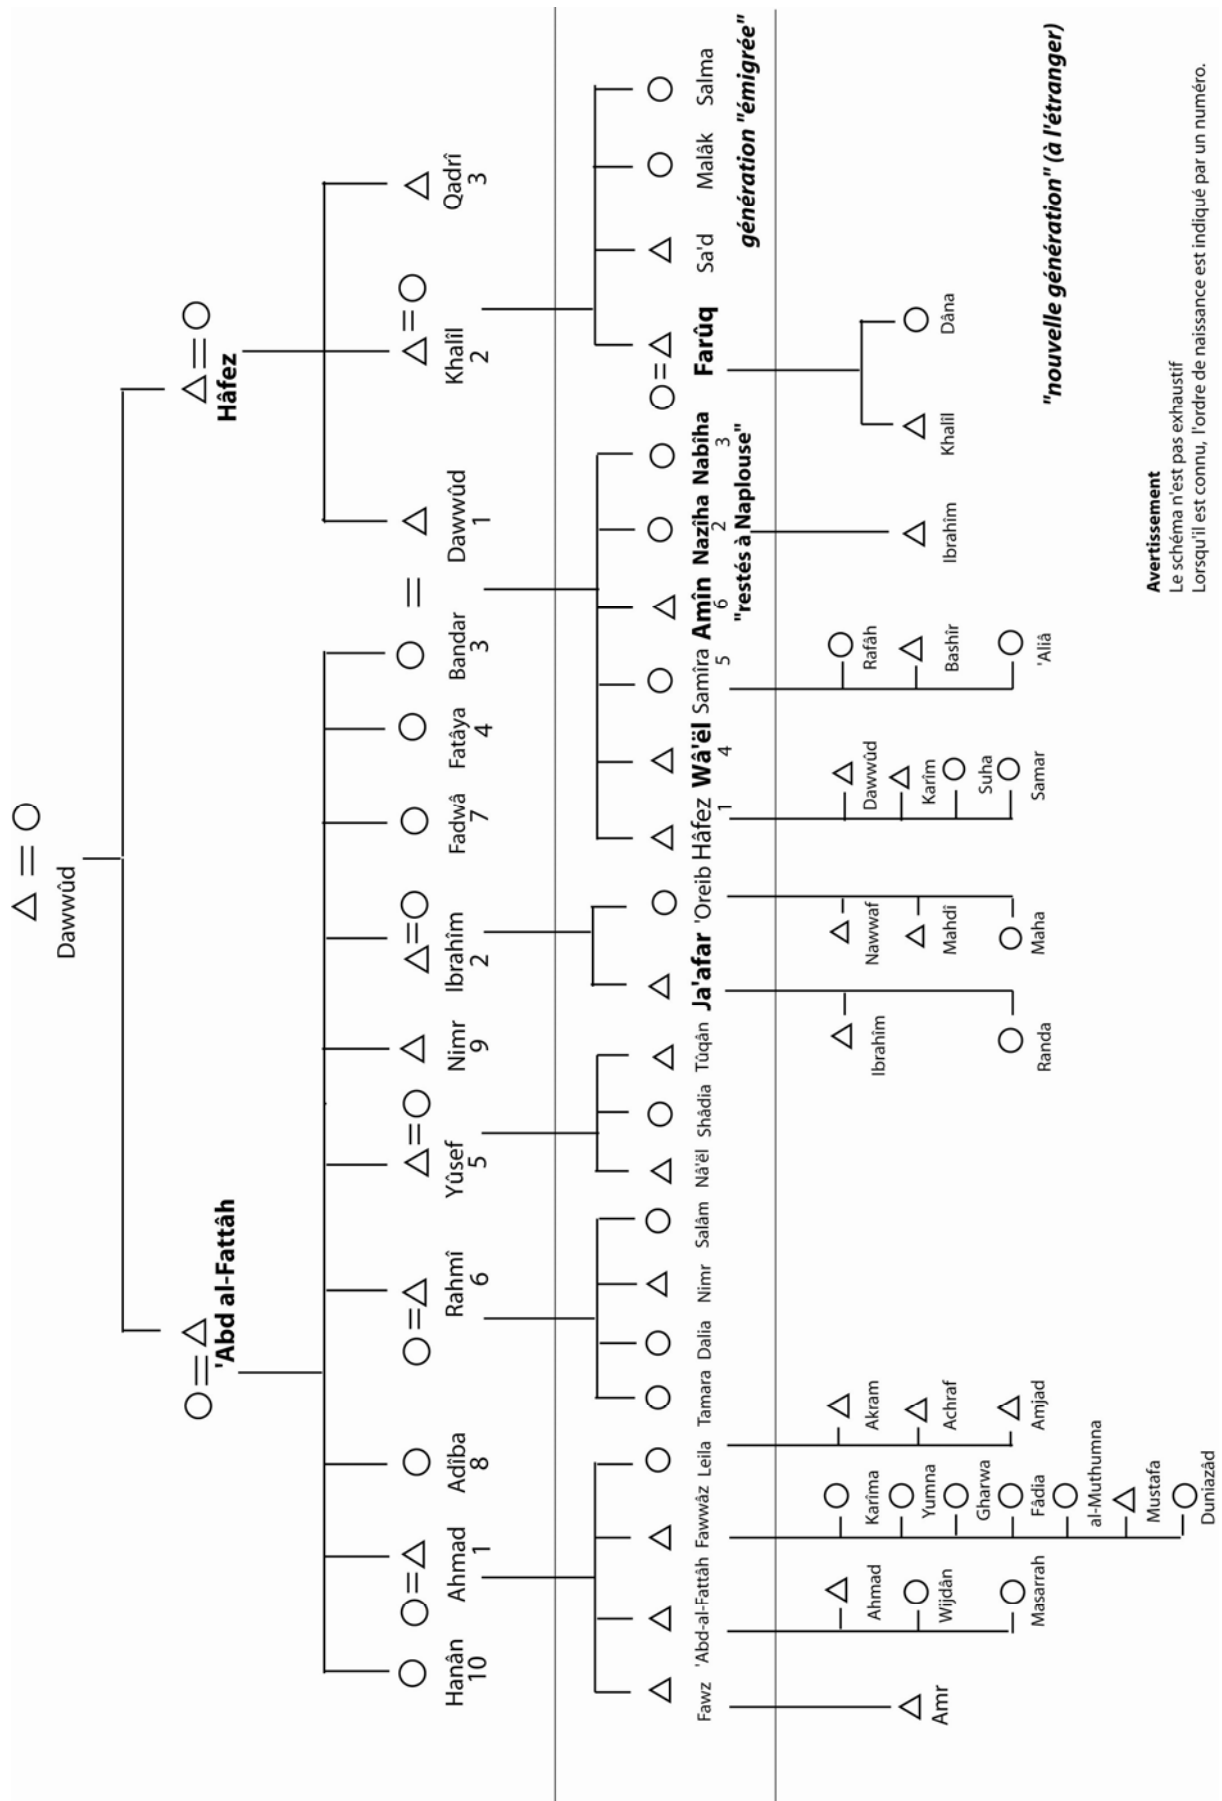 Dawwûd
'Abd al-Fattâh
Hâfez
Hanân
10
Ahmad
1
Adîba
8
Rahmî
6
Yûsef
5
Nimr
9
Ibrahîm
2
Fadwâ
7
Fatâya
4
Bandar
3
Dawwûd
1
Khalîl
2
Qadrî
3
Fawz
'Abd-al-Fattâh
Fawwâz
Leila
Tamara
Dalia
Nimr
Salâm
Nâ'ël
Shâdia
Tûqân
Ja'afar
'Oreib
Hâfez
1
Wâ'ël
4
Samîra
5
Amîn
6
Nazîha
2
Nabîha
3
Farûq
Sa'd
Malâk
Salma
"restés à Naplouse"
génération "émigrée"
Amr
Ahmad
Wijdân
Masarrah
Karîma
Yumna
Gharwa
Fâdia
al-Muthumna
Mustafa
Duniazâd
Akram
Achraf
Amjad
Ibrahîm
Randa
Nawwaf
Mahdî
Maha
Dawwûd
Karîm
Suha
Samar
Rafâh
Bashîr
'Aliâ
Ibrahîm
Khalîl
Dâna
"nouvelle génération" (à l'étranger)
Avertissement
Le schéma n'est pas exhaustif
Lorsqu'il est connu, l'ordre de naissance est indiqué par un numéro.